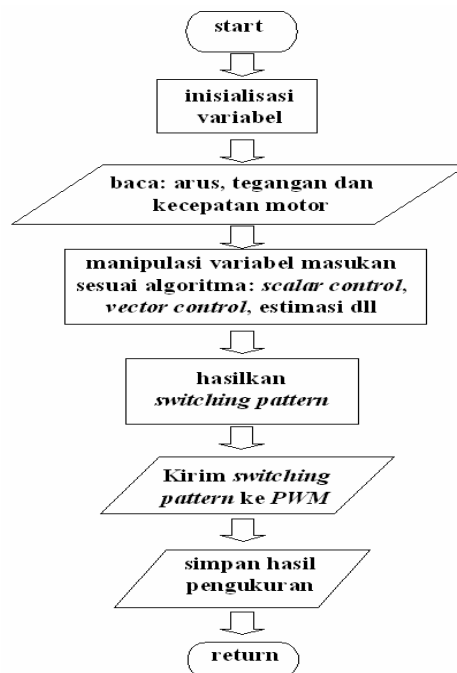 start
inisialisasi
variabel
baca: arus, tegangan dan
kecepatan motor
manipulasi variabel masukan
sesuai algoritma: scalar control,
vector control, estimasi dll
hasilkan
switching pattern
Kirim switching
pattern ke PWM
simpan hasil
pengukuran
return